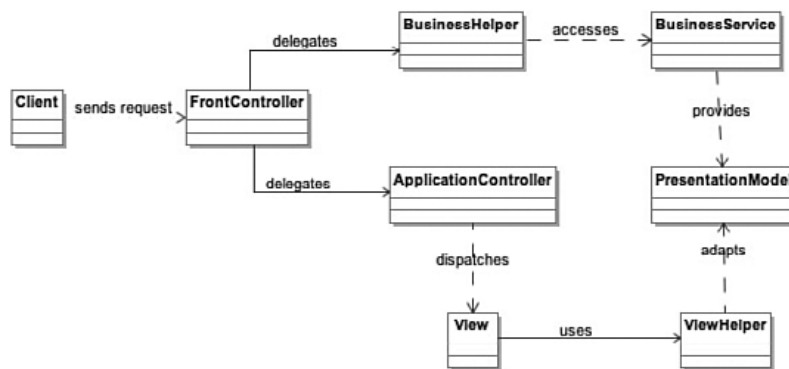 BusinessHelper
accesses
BusinessService
delegates
Client
sends request
FrontController
provides
delegates
ApplicationController
PresentationModel
dispatches
adapts
View
uses
ViewHelper